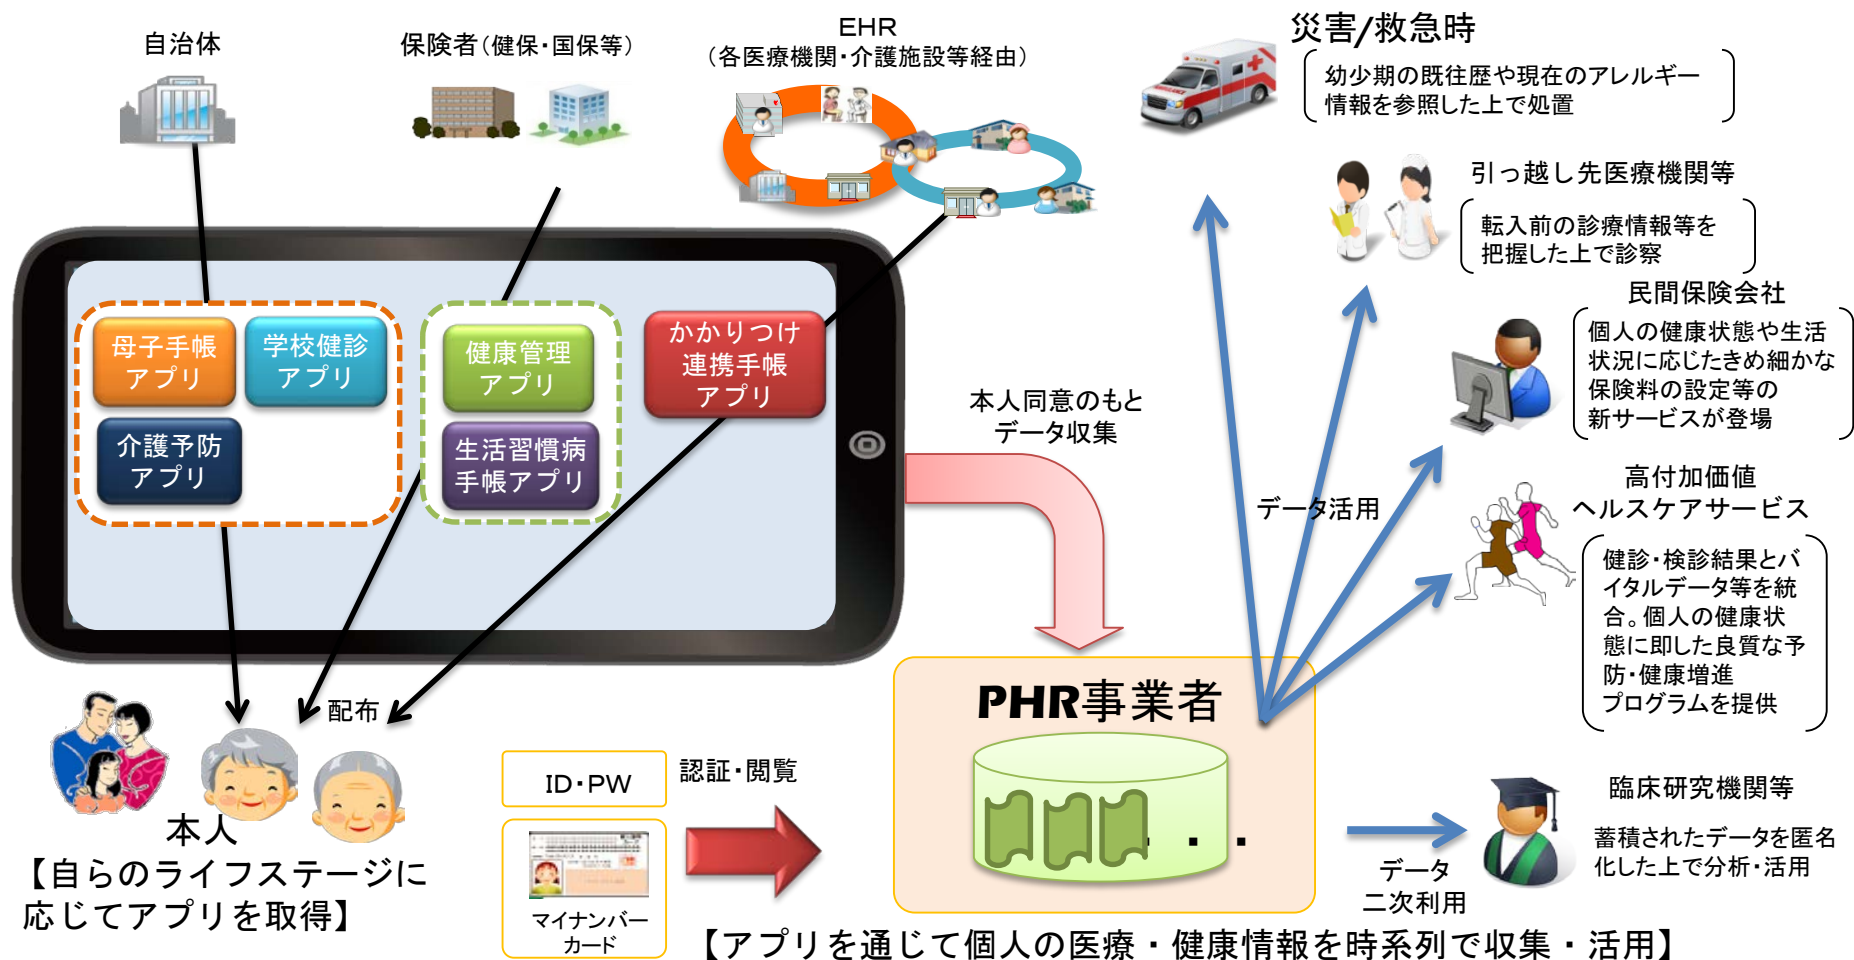 自治体
保険者(健保・国保等)
EHR
(各医療機関・介護施設等経由)
災害/救急時
幼少期の既往歴や現在のアレルギー
情報を参照した上で処置
引っ越し先医療機関等
転入前の診療情報等を
把握した上で診察
民間保険会社
個人の健康状態や生活
状況に応じたきめ細かな
保険料の設定等の
新サービスが登場
高付加価値
ヘルスケアサービス
健診・検診結果とバ
イタルデータ等を統
合。個人の健康状
態に即した良質な予
防・健康増進
プログラムを提供
母子手帳
アプリ
学校健診
アプリ
介護予防
アプリ
健康管理
アプリ
生活習慣病
手帳アプリ
かかりつけ
連携手帳
アプリ
本人同意のもと
データ収集
データ活用
配布
本人
【自らのライフステージに
応じてアプリを取得】
ID・PW
マイナンバー
カード
認証・閲覧
PHR事業者
・・・
データ
二次利用
臨床研究機関等
蓄積されたデータを匿名
化した上で分析・活用
【アプリを通じて個人の医療・健康情報を時系列で収集・活用】